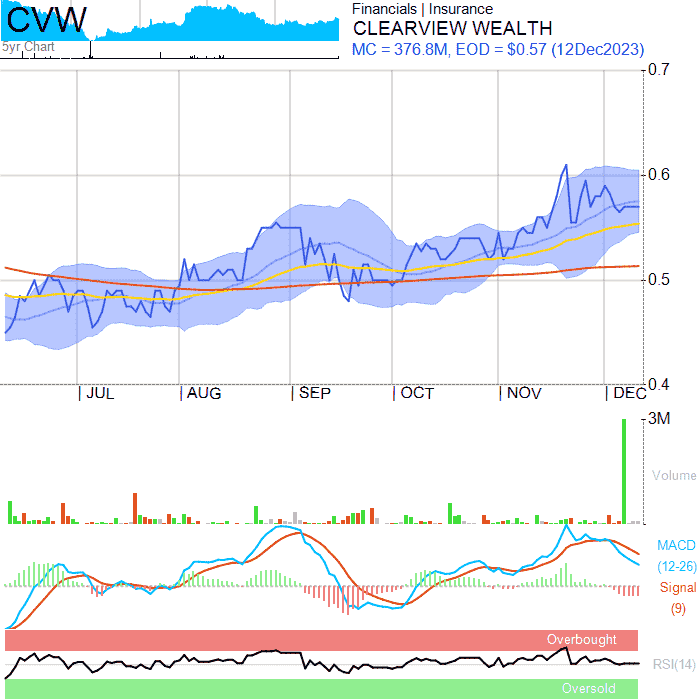 CVW
5yr Chart
Financials | Insurance
CLEARVIEW WEALTH
MC = 376.8M, EOD = $0.57 (12Dec2023)
0.7
0.6
0.5
0.4
| JUL | AUG | SEP | OCT | NOV | DEC
3M
Volume
MACD
(12-26)
Signal
(9)
Overbought
RSI(14)
Oversold